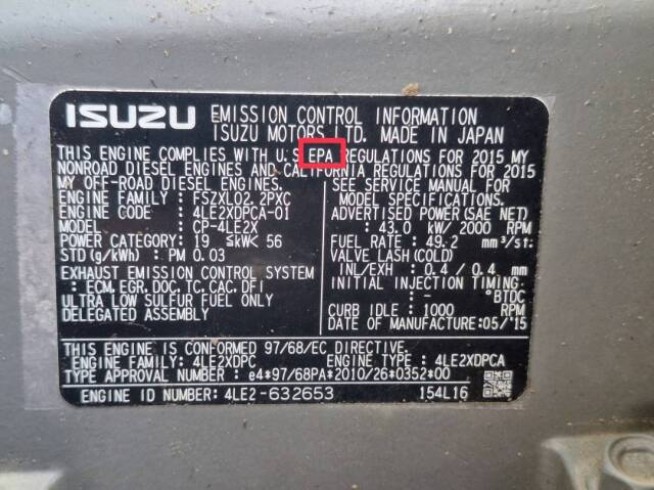 ISUZU EMISSION CONTROL INFORMATION
ISUZU MOTORS LTD. MADE IN JAPAN
THIS ENGINE COMPLIES WITH U.S. EPA REGULATIONS FOR 2015 MY
NONROAD DIESEL ENGINES AND CALIFORNIA REGULATIONS FOR 2015
MY OFF-ROAD DIESEL ENGINES.
ENGINE FAMILY : FSZXL02.2PXC
ENGINE CODE : 4LE2XDPCA-01
MODEL : CP-4LE2X
POWER CATEGORY: 19 ≤kW< 56
STD (g/kWh) : PM 0.03
EXHAUST EMISSION CONTROL SYSTEM
: ECM, EGR, DOC, TC, CAC, DFI
ULTRA LOW SULFUR FUEL ONLY
DELEGATED ASSEMBLY
SEE SERVICE MANUAL FOR
MODEL SPECIFICATIONS.
ADVERTISED POWER (SAE NET)
: 43.0 kW/ 2000 RPM
FUEL RATE: 49.2 mm³/st.
VALVE LASH (COLD)
INL/EXH : 0.4 / 0.4 mm
INITIAL INJECTION TIMING.
: - °BTDC
CURB IDLE : 1000 RPM
DATE OF MANUFACTURE: 05/'15
THIS ENGINE IS CONFORMED 97/68/EC DIRECTIVE.
ENGINE FAMILY: 4LE2XDPC ENGINE TYPE : 4LE2XDPCA
TYPE APPROVAL NUMBER : e4*97/68PA*2010/26*0352*00
ENGINE ID NUMBER: 4LE2-632653 154L16